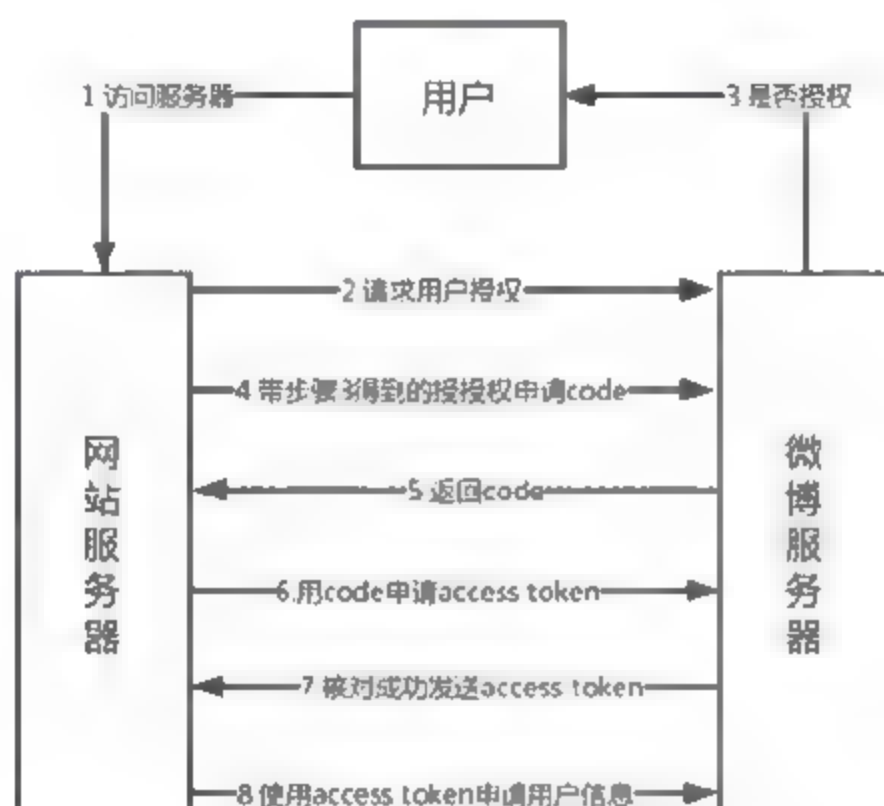 用户
1 访问服务器
3 是否授权
2 请求用户授权
4 带步骤3得到的授授权申请code
网站服务器
微博服务器
5 返回code
6.用code申请access token
7 核对成功发送access token
8 使用access token申请用户信息